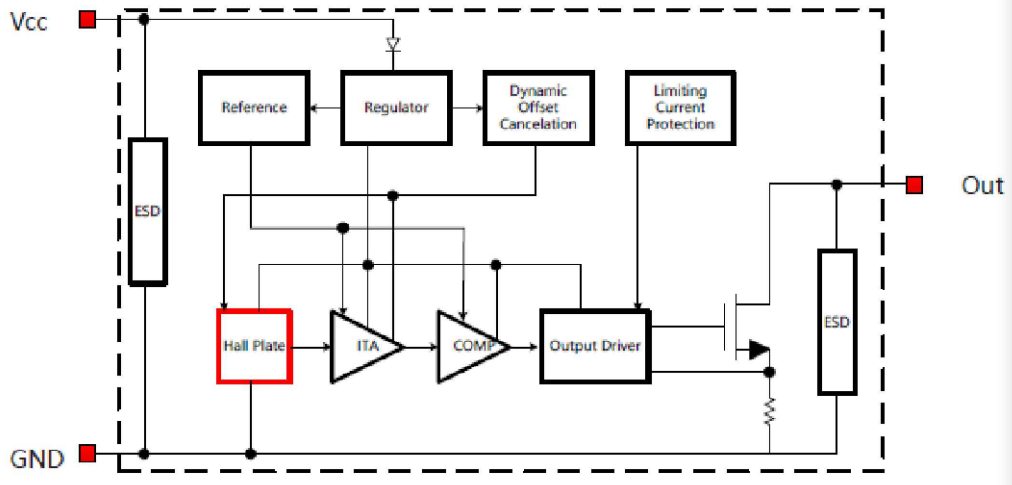 Vcc
Reference
Regulator
Dynamic
Offset
Cancelation
Limiting
Current
Protection
ESD
Out
Hall Plate
ITA
COMP
Output Driver
ESD
GND